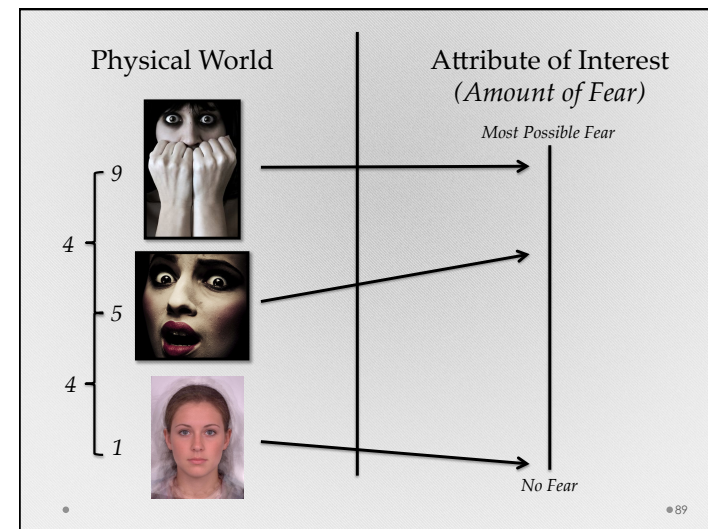 Physical World
Attribute of Interest
(Amount of Fear)
Most Possible Fear
9
4
5
4
1
No Fear
89